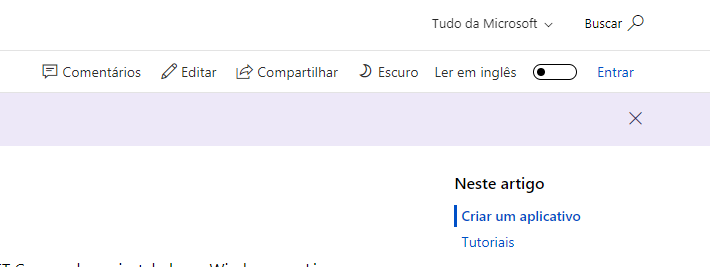 Tudo da Microsoft
Buscar
Comentários Editar Compartilhar Escuro Ler em inglês Entrar
Neste artigo
Criar um aplicativo
Tutoriais